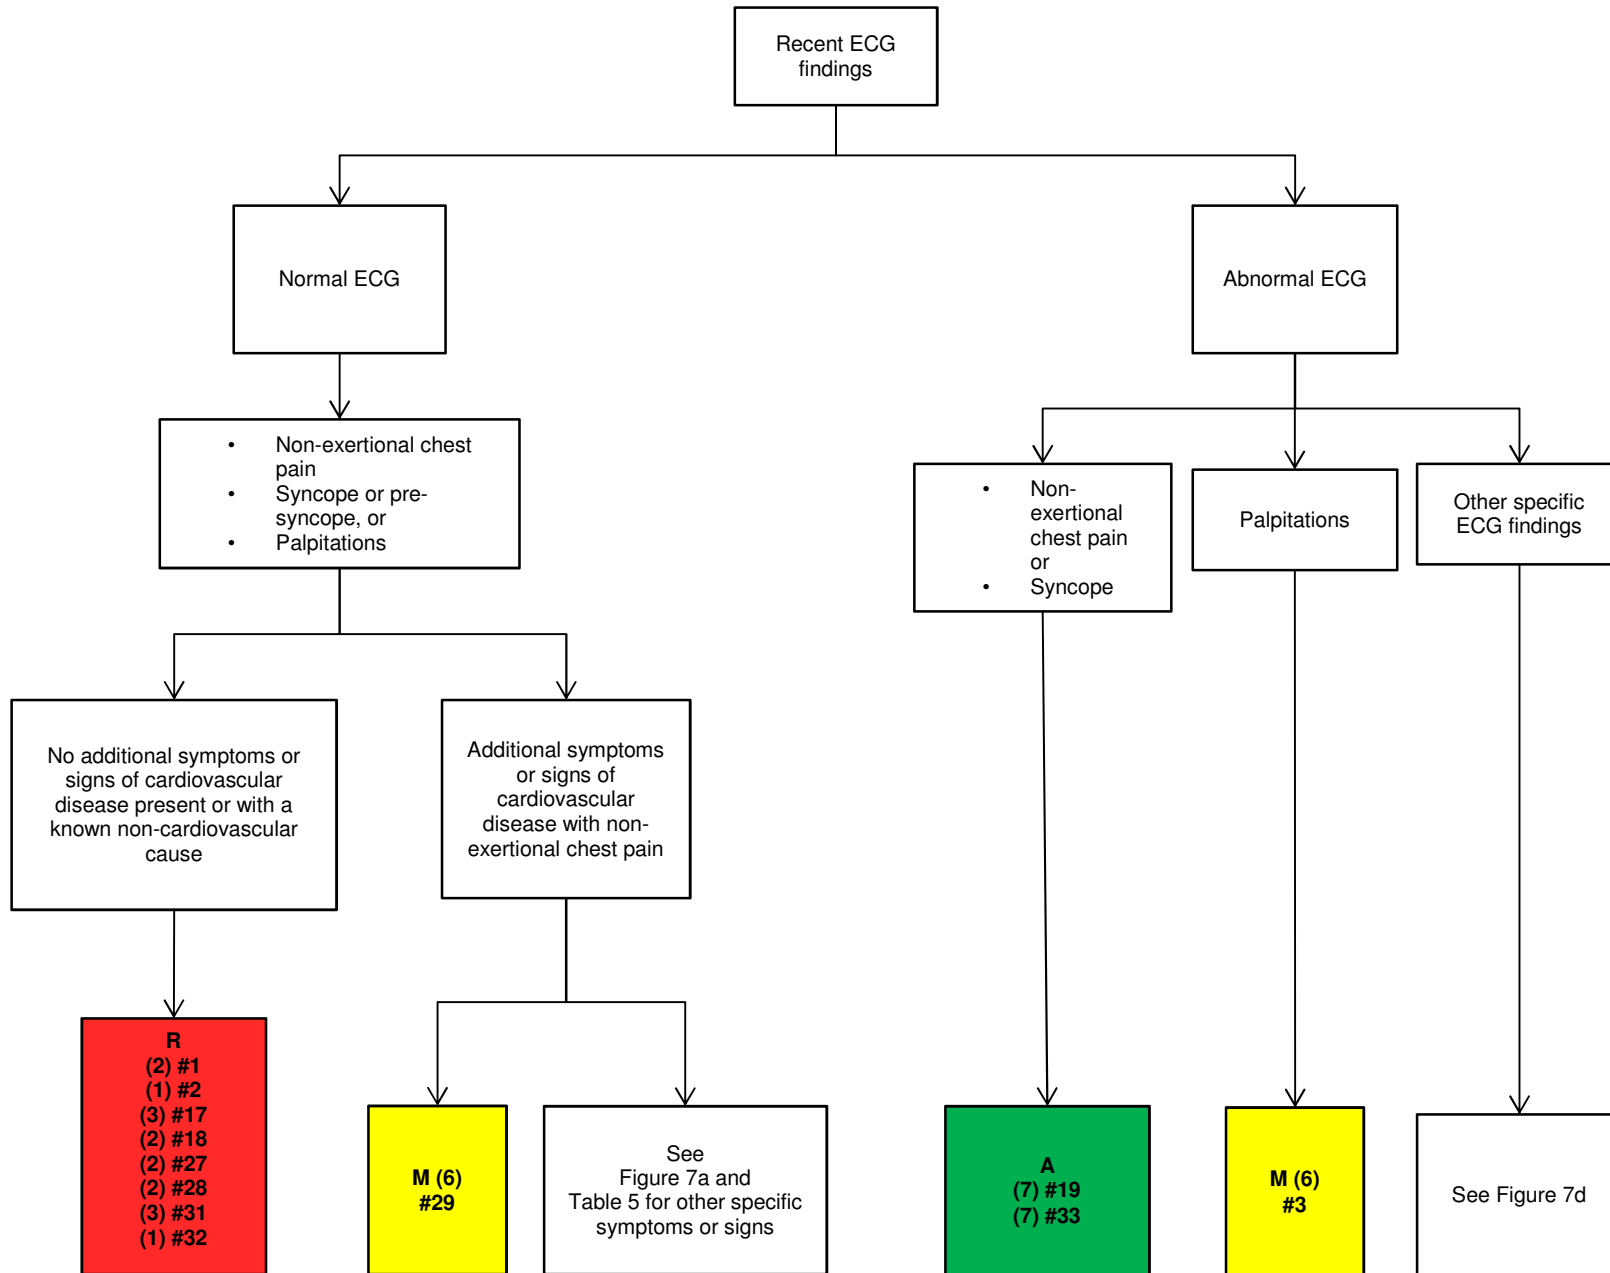 Recent ECG
findings
Normal ECG
Abnormal ECG
• Non-exertional chest
pain
• Syncope or pre-
syncope, or
• Palpitations
• Non-
exertional
chest pain
or
• Syncope
Palpitations
Other specific
ECG findings
No additional symptoms or
signs of cardiovascular
disease present or with a
known non-cardiovascular
cause
Additional symptoms
or signs of
cardiovascular
disease with non-
exertional chest pain
R
(2) #1
(1) #2
(3) #17
(2) #18
(2) #27
(2) #28
(3) #31
(1) #32
M (6)
#29
See
Figure 7a and
Table 5 for other specific
symptoms or signs
A
(7) #19
(7) #33
M (6)
#3
See Figure 7d